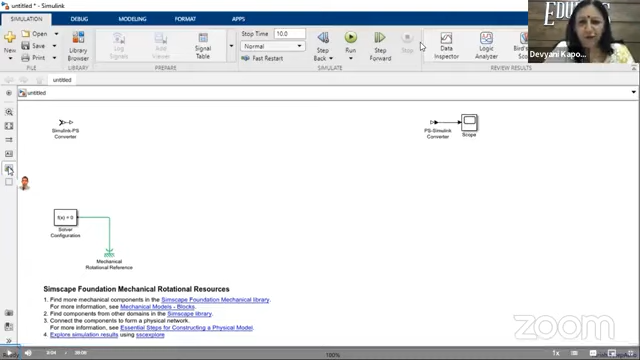 untitled * - Simulink
SIMULATION DEBUG MODELING FORMAT APPS
New
Open
Save
Print
FILE
Library
Browser
LIBRARY
Log
Signals
Add
Viewer
Signal
Table
PREPARE
Stop Time 10.0
Normal
Fast Restart
Step
Back
Run
Step
Forward
Stop
SIMULATE
Data
Inspector
Logic
Analyzer
Bird's
REVIEW RESULTS
Devyani Kapo...
untitled
untitled
Simulink-PS
Converter
PS-Simulink
Converter
Scope
f(x) = 0
Solver
Configuration
Mechanical
Rotational Reference
Simscape Foundation Mechanical Rotational Resources
1. Find more mechanical components in the Simscape Foundation Mechanical library.
For more information, see Mechanical Models - Blocks.
2. Find components from other domains in the Simscape library.
3. Connect the components to form a physical network.
For more information, see Essential Steps for Constructing a Physical Model.
4. Explore simulation results using sscexplore
zoom
100%
1x